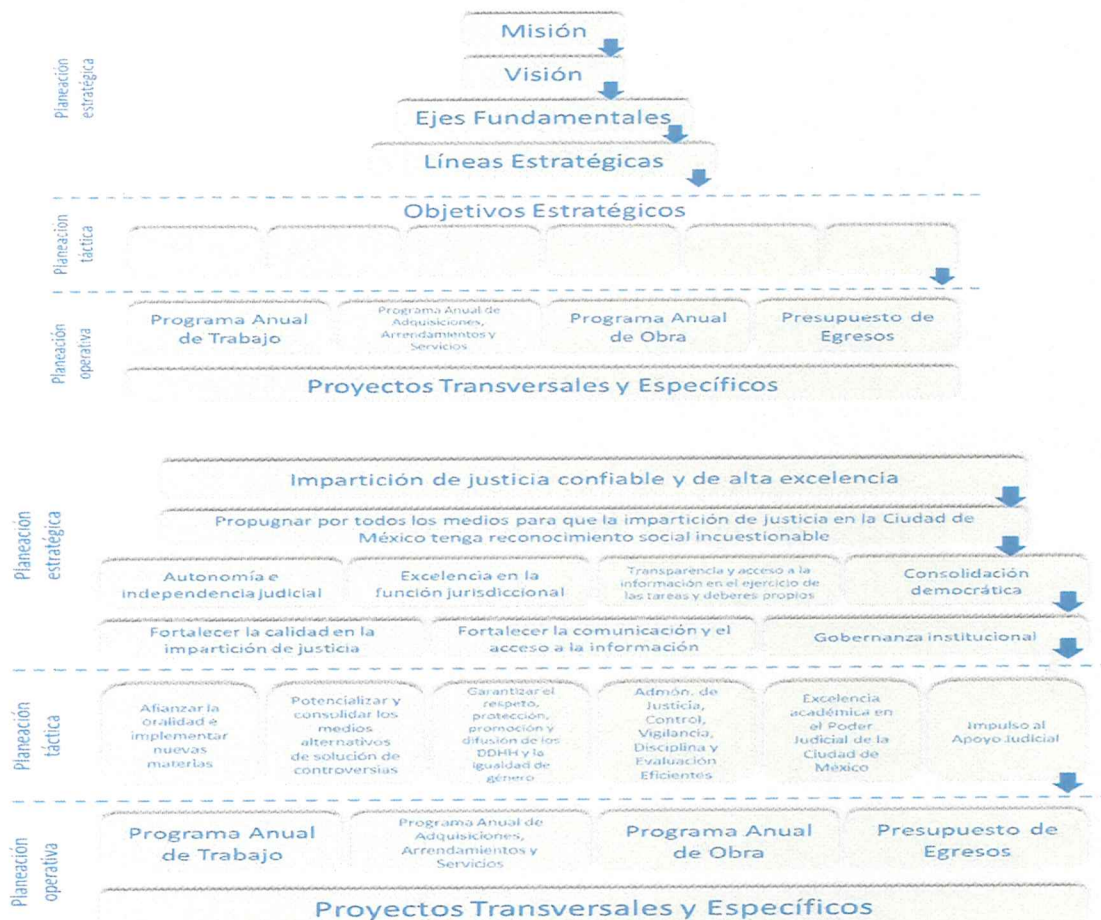 Planeación
estratégica
Misión
Visión
Ejes Fundamentales
Líneas Estratégicas
Planeación
táctica
Objetivos Estratégicos
Planeación
operativa
Programa Anual
de Trabajo
Programa Anual de
Adquisiciones,
Arrendamientos y
Servicios
Programa Anual
de Obra
Presupuesto de
Egresos
Proyectos Transversales y Específicos
Planeación
estratégica
Impartición de justicia confiable y de alta excelencia
Propugnar por todos los medios para que la impartición de justicia en la Ciudad de
México tenga reconocimiento social incuestionable
Autonomía e
independencia judicial
Excelencia en la
función jurisdiccional
Transparencia y acceso a la
información en el ejercicio de
las tareas y deberes propios
Consolidación
democrática
Fortalecer la calidad en la
impartición de justicia
Fortalecer la comunicación y el
acceso a la información
Gobernanza institucional
Planeación
táctica
Afianzar la
oralidad e
implementar
nuevas
materias
Potencializar y
consolidar los
medios
alternativos
de solución de
controversias
Garantizar el
respeto,
protección,
promoción y
difusión de los
DDHH y la
igualdad de
género
Admón. de
Justicia,
Control,
Vigilancia,
Disciplina y
Evaluación
Eficientes
Excelencia
académica en
el Poder
Judicial de la
Ciudad de
México
Impulso al
Apoyo Judicial
Planeación
operativa
Programa Anual
de Trabajo
Programa Anual de
Adquisiciones,
Arrendamientos y
Servicios
Programa Anual
de Obra
Presupuesto de
Egresos
Proyectos Transversales y Específicos